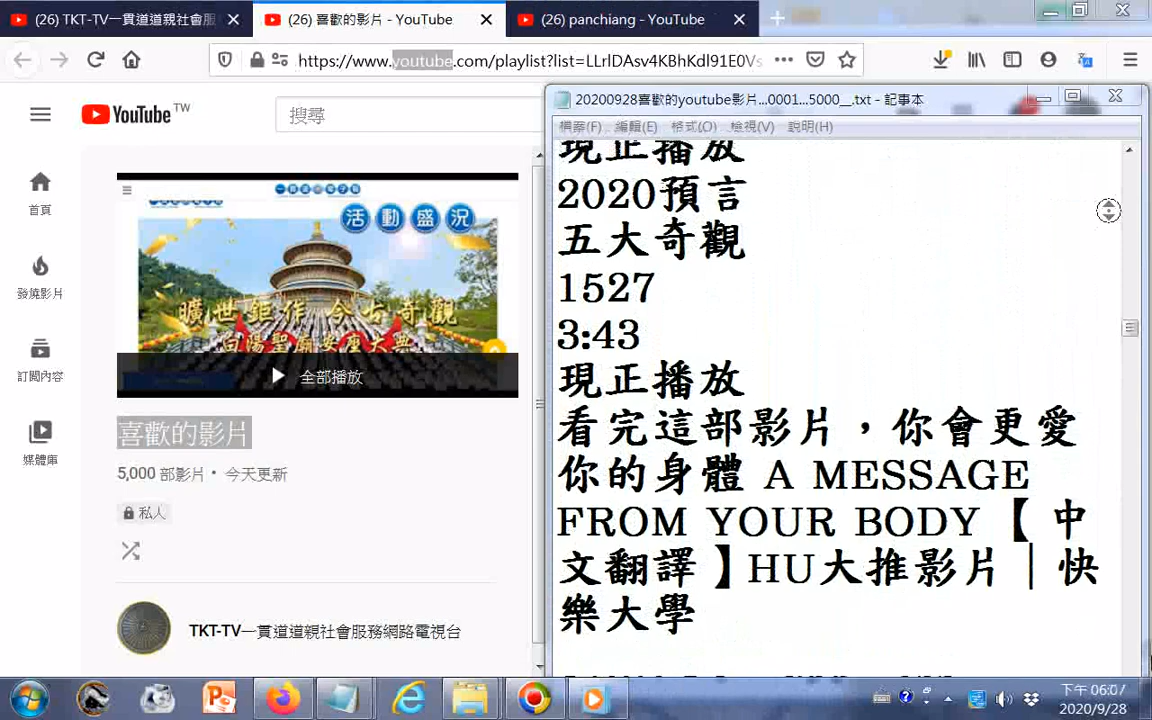 (26) TKT-TV一貫道道親社會服
(26) 喜歡的影片 - YouTube
(26) panchiang - YouTube
https://www.youtube.com/playlist?list=LLrlDAsv4KBhKdl91E0Vs
YouTube TW
搜尋
首頁
發燒影片
訂閱內容
媒體庫
活動盛況
曠世鉅作 今古奇觀
白陽聖廟安座大典
全部播放
喜歡的影片
5,000 部影片・今天更新
私人
TKT-TV一貫道道親社會服務網路電視台
20200928喜歡的youtube影片...0001...5000__.txt - 記事本
檔案(F) 編輯(E) 格式(O) 檢視(V) 說明(H)
現正播放
2020預言
五大奇觀
1527
3:43
現正播放
看完這部影片，你會更愛
你的身體 A MESSAGE
FROM YOUR BODY 【 中
文翻譯 】HU大推影片│快
樂大學
下午 06:07
2020/9/28